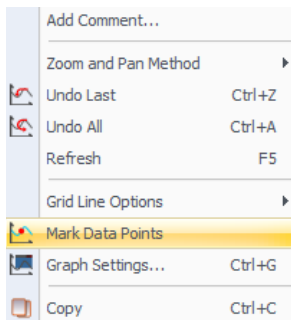 Add Comment...
Zoom and Pan Method
Undo Last Ctrl+Z
Undo All Ctrl+A
Refresh F5
Grid Line Options
Mark Data Points
Graph Settings... Ctrl+G
Copy Ctrl+C